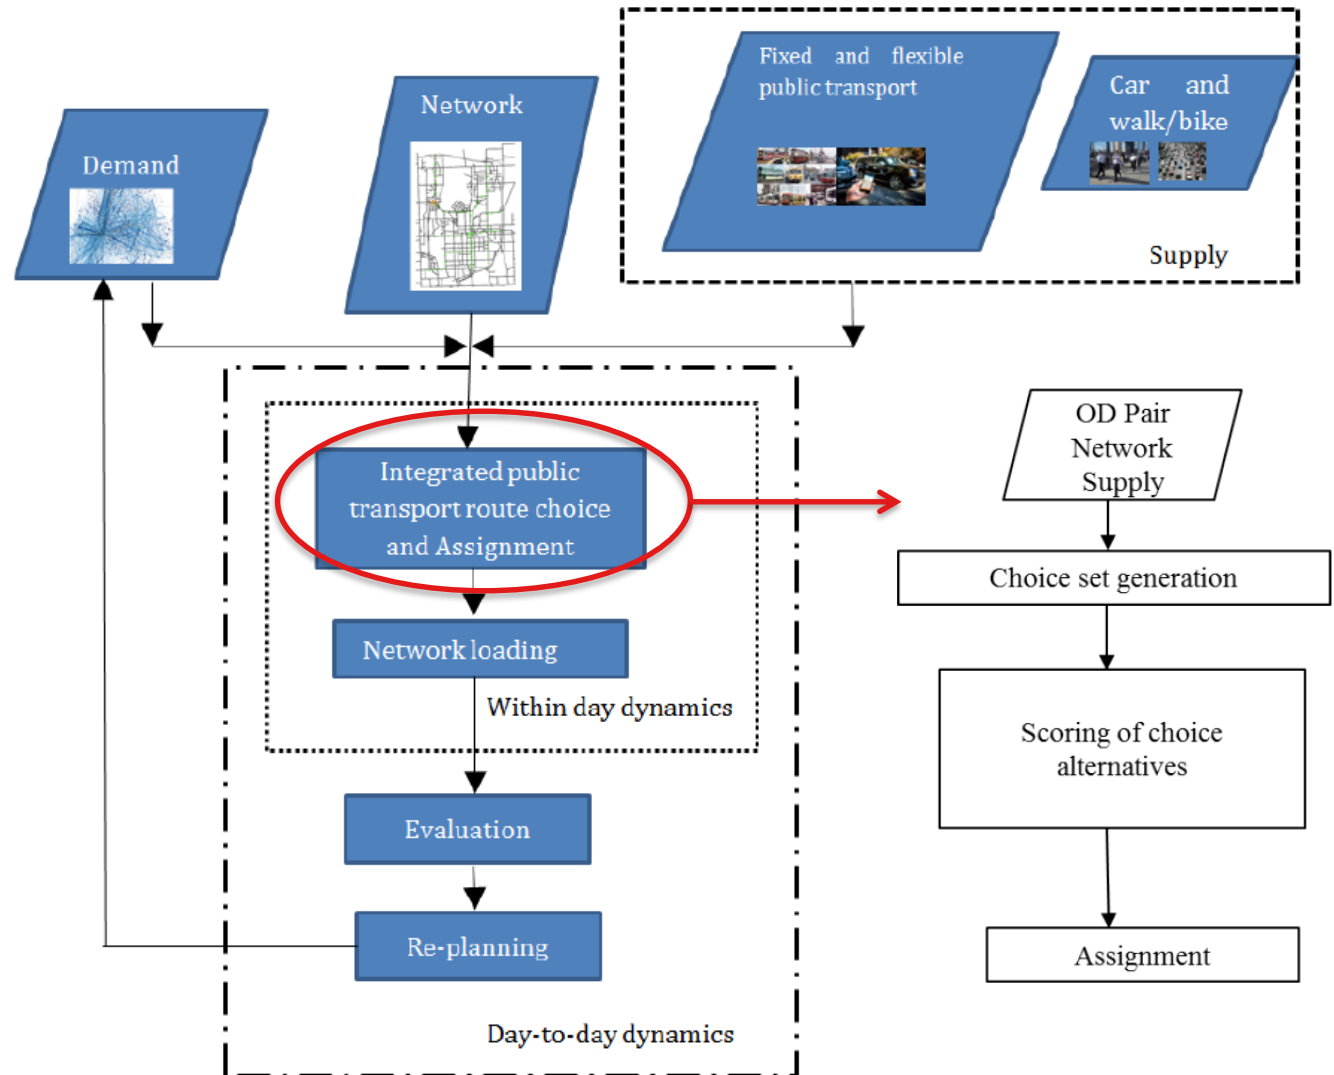 Fixed and flexible
public transport
Car and
walk/bike
Supply
Network
Demand
Integrated public
transport route choice
and Assignment
Network loading
Within day dynamics
Evaluation
Re-planning
Day-to-day dynamics
OD Pair
Network
Supply
Choice set generation
Scoring of choice
alternatives
Assignment